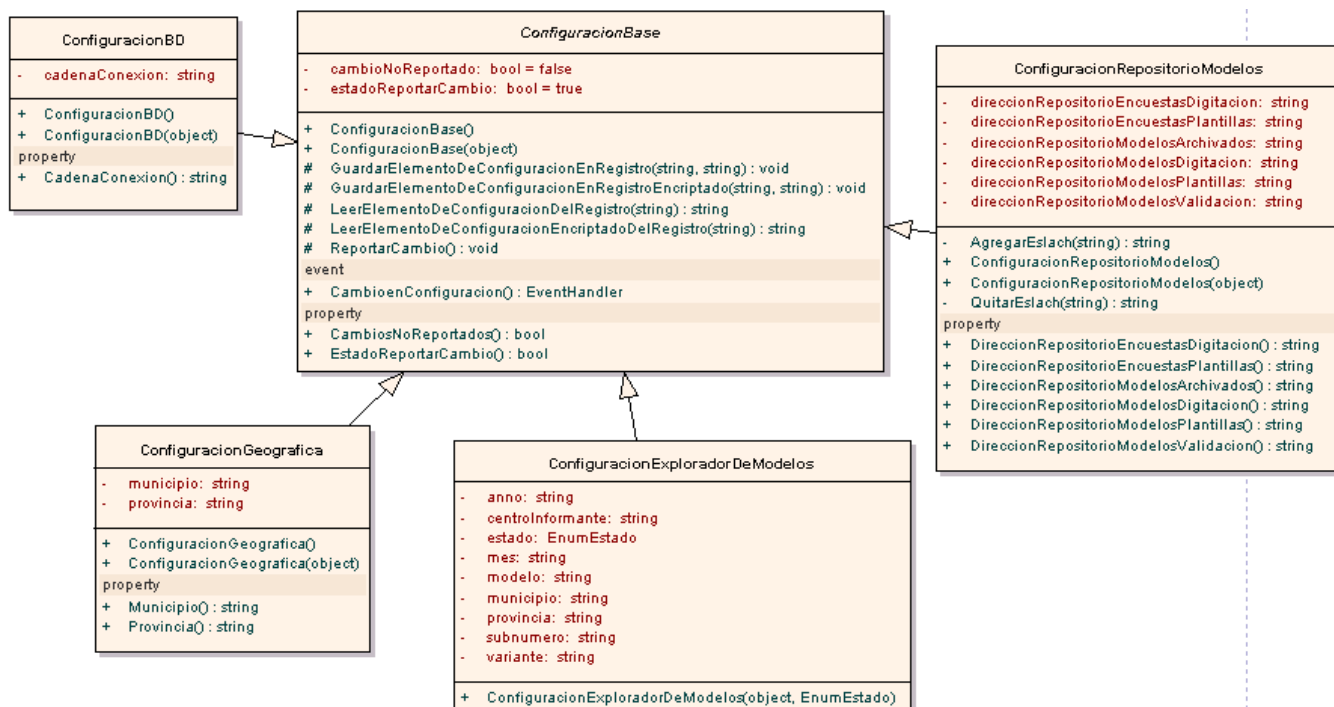 ConfiguracionBD
- cadenaConexion: string
+ ConfiguracionBD()
+ ConfiguracionBD(object)
property
+ CadenaConexion() : string
ConfiguracionBase
- cambioNoReportado: bool = false
- estadoReportarCambio: bool = true
+ ConfiguracionBase()
+ ConfiguracionBase(object)
# GuardarElementoDeConfiguracionEnRegistro(string, string) : void
# GuardarElementoDeConfiguracionEnRegistroEncriptado(string, string) : void
# LeerElementoDeConfiguracionDelRegistro(string) : string
# LeerElementoDeConfiguracionEncriptadoDelRegistro(string) : string
# ReportarCambio() : void
event
+ CambioenConfiguracion() : EventHandler
property
+ CambiosNoReportados() : bool
+ EstadoReportarCambio() : bool
ConfiguracionRepositorioModelos
- direccionRepositorioEncuestasDigitacion: string
- direccionRepositorioEncuestasPlantillas: string
- direccionRepositorioModelosArchivados: string
- direccionRepositorioModelosDigitacion: string
- direccionRepositorioModelosPlantillas: string
- direccionRepositorioModelosValidacion: string
- AgregarEslach(string) : string
+ ConfiguracionRepositorioModelos()
+ ConfiguracionRepositorioModelos(object)
- QuitarEslach(string) : string
property
+ DireccionRepositorioEncuestasDigitacion() : string
+ DireccionRepositorioEncuestasPlantillas() : string
+ DireccionRepositorioModelosArchivados() : string
+ DireccionRepositorioModelosDigitacion() : string
+ DireccionRepositorioModelosPlantillas() : string
+ DireccionRepositorioModelosValidacion() : string
ConfiguracionGeografica
- municipio: string
- provincia: string
+ ConfiguracionGeografica()
+ ConfiguracionGeografica(object)
property
+ Municipio() : string
+ Provincia() : string
ConfiguracionExploradorDeModelos
- anno: string
- centroInformante: string
- estado: EnumEstado
- mes: string
- modelo: string
- municipio: string
- provincia: string
- subnumero: string
- variante: string
+ ConfiguracionExploradorDeModelos(object, EnumEstado)